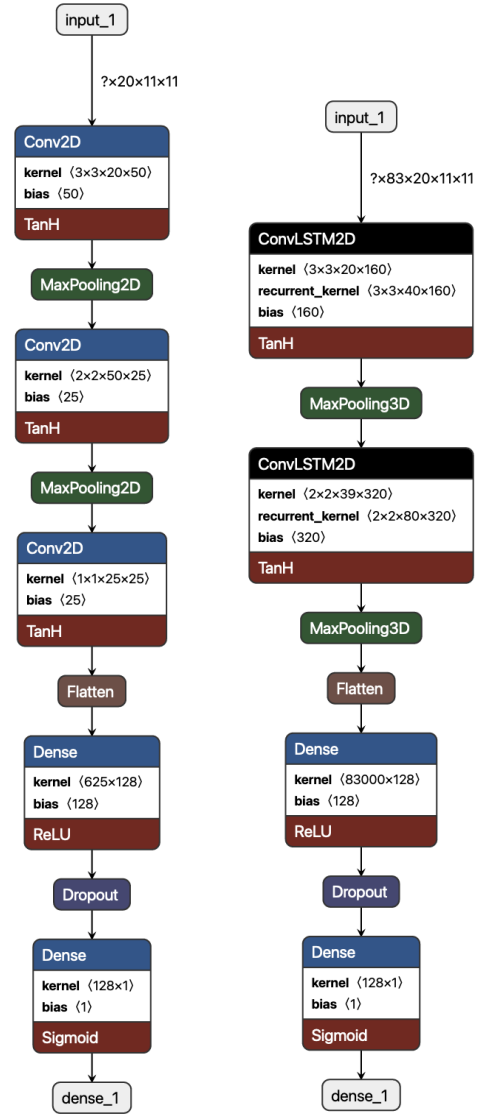 input_1
?×20×11×11
Conv2D
kernel ⟨3×3×20×50⟩
bias ⟨50⟩
TanH
MaxPooling2D
Conv2D
kernel ⟨2×2×50×25⟩
bias ⟨25⟩
TanH
MaxPooling2D
Conv2D
kernel ⟨1×1×25×25⟩
bias ⟨25⟩
TanH
Flatten
Dense
kernel ⟨625×128⟩
bias ⟨128⟩
ReLU
Dropout
Dense
kernel ⟨128×1⟩
bias ⟨1⟩
Sigmoid
dense_1
input_1
?×83×20×11×11
ConvLSTM2D
kernel ⟨3×3×20×160⟩
recurrent_kernel ⟨3×3×40×160⟩
bias ⟨160⟩
TanH
MaxPooling3D
ConvLSTM2D
kernel ⟨2×2×39×320⟩
recurrent_kernel ⟨2×2×80×320⟩
bias ⟨320⟩
TanH
MaxPooling3D
Flatten
Dense
kernel ⟨83000×128⟩
bias ⟨128⟩
ReLU
Dropout
Dense
kernel ⟨128×1⟩
bias ⟨1⟩
Sigmoid
dense_1